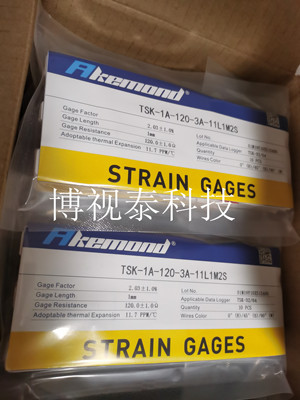 Akemond
TSK-1A-120-3A-11L1M2S
Gage Factor 2.03±1.0% Lot No.
Gage Length 1mm Applicable Data Logger
Gage Resistance 120.0±1.0Ω Quantity 10 PCS
Adoptable thermal Expansion 11.7 PPM/℃ Wires Color
STRAIN GAGES
博视泰科技
Akemond
TSK-1A-120-3A-11L1M2S
Gage Factor 2.03±1.0% Lot No.
Gage Length 1mm Applicable Data Logger
Gage Resistance 120.0±1.0Ω Quantity 10 PCS
Adoptable thermal Expansion 11.7 PPM/℃ Wires Color
STRAIN GAGES